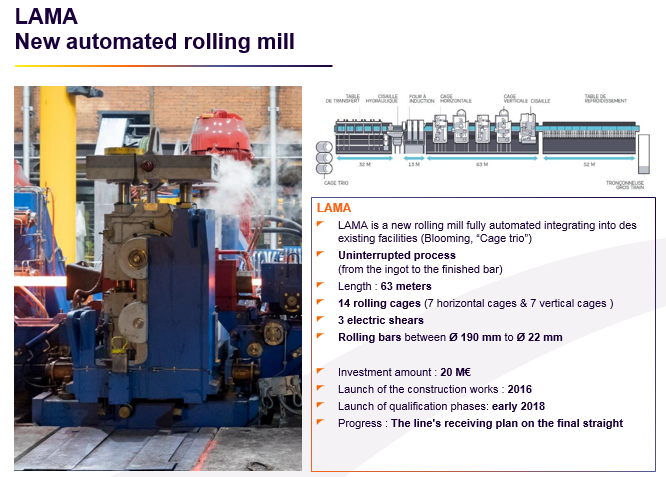 LAMA
New automated rolling mill
TABLE
DE TRANSFERT
CISAILLE
HYDRAULIQUE
FOUR À
INDUCTION
CAGE
HORIZONTALE
CAGE
VERTICALE
CISAILLE
TABLE DE
REFROIDISSEMENT
32 M
13 M
63 M
52 M
CAGE TRIO
TRONÇONNEUSE
GROS TRAIN
LAMA
LAMA is a new rolling mill fully automated integrating into des
existing facilities (Blooming, “Cage trio”)
Uninterrupted process
(from the ingot to the finished bar)
Length : 63 meters
14 rolling cages (7 horizontal cages & 7 vertical cages )
3 electric shears
Rolling bars between Ø 190 mm to Ø 22 mm
Investment amount : 20 M€
Launch of the construction works : 2016
Launch of qualification phases: early 2018
Progress : The line's receiving plan on the final straight